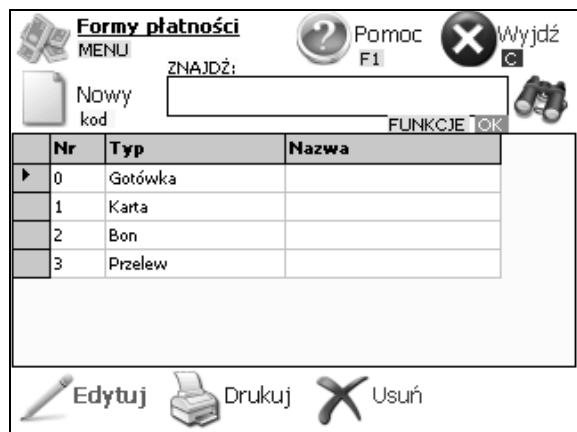 Formy płatności
MENU
Pomoc
F1
Wyjdź
C
Nowy
kod
ZNAJDŹ:
FUNKCJE OK
Nr Typ Nazwa
0 Gotówka
1 Karta
2 Bon
3 Przelew
Edytuj Drukuj Usuń